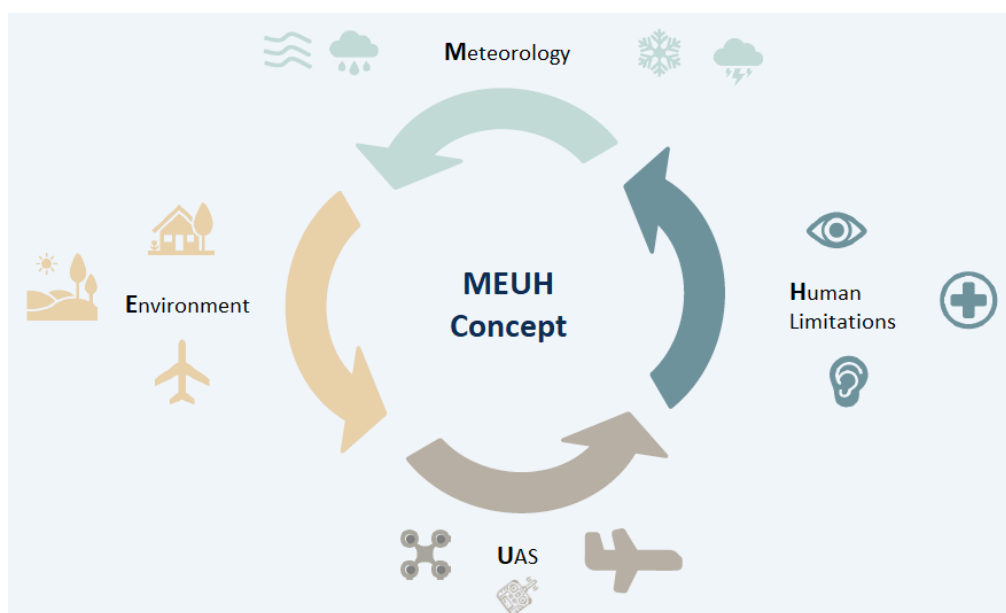 Meteorology
MEUH
Concept
Environment
Human
Limitations
UAS